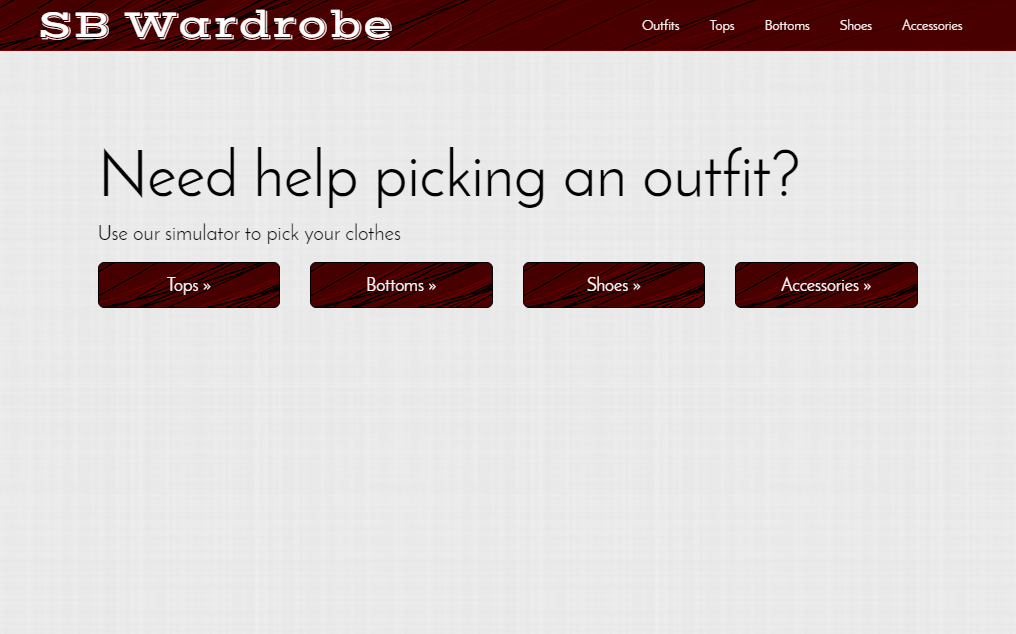 SB Wardrobe
Outfits Tops Bottoms Shoes Accessories
Need help picking an outfit?
Use our simulator to pick your clothes
Tops » Bottoms » Shoes » Accessories »